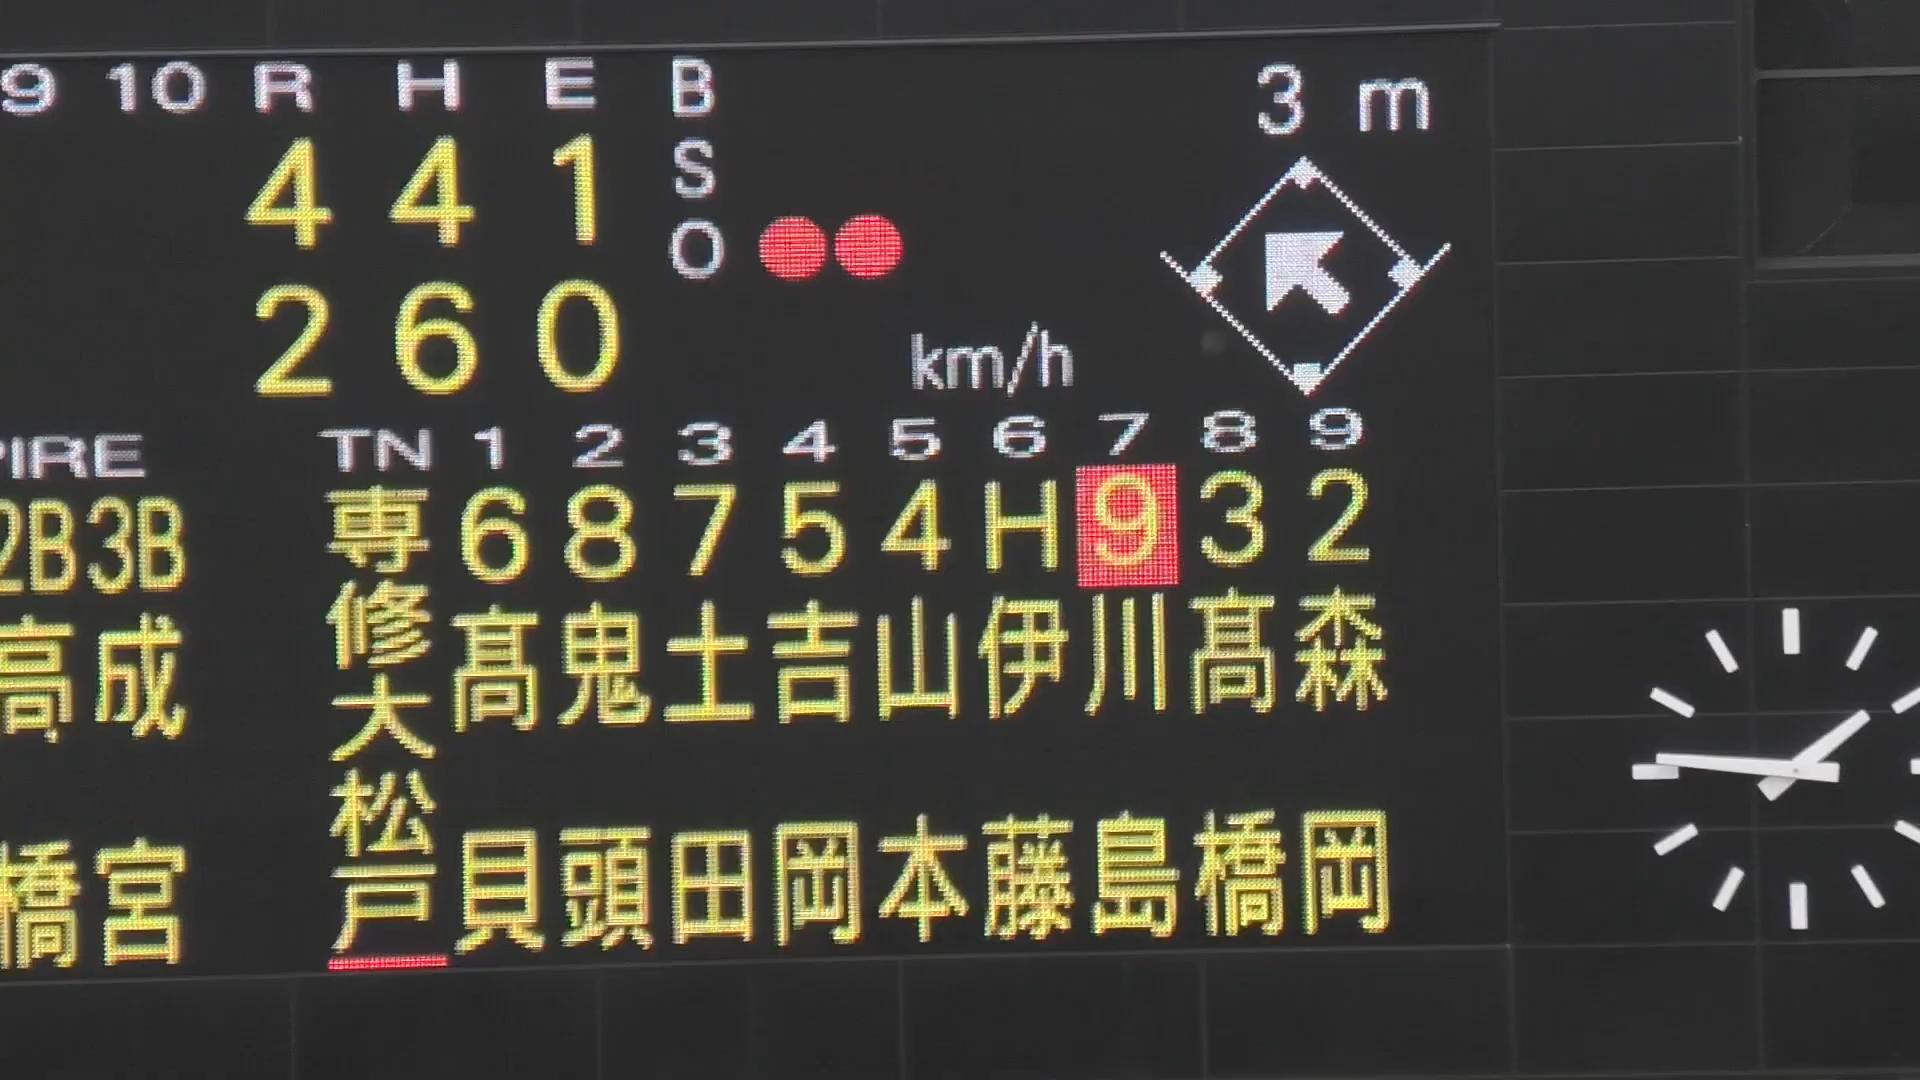 9 10 R H E B
4 4 1 S
O
2 6 0
3 m
km/h
PIRE
2B 3B
高橋
成宮
TN 1 2 3 4 5 6 7 8 9
専修大松戸
6 8 7 5 4 H 9 3 2
髙貝
鬼頭
土田
吉岡
山本
伊藤
川島
髙橋
森岡